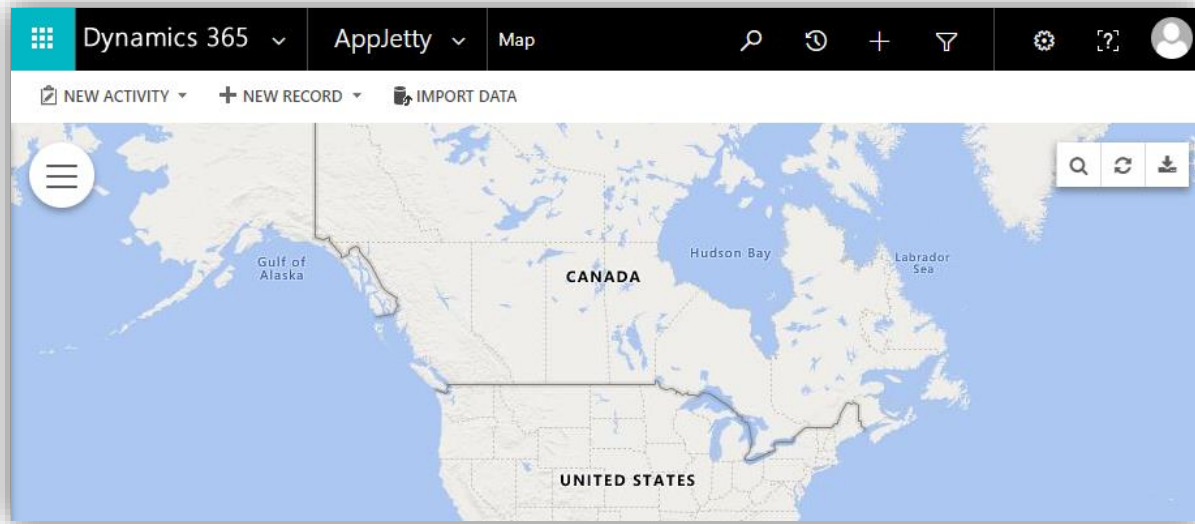 Dynamics 365 AppJetty Map
NEW ACTIVITY NEW RECORD IMPORT DATA
Hudson Bay
Labrador
Sea
Gulf of
Alaska
CANADA
UNITED STATES